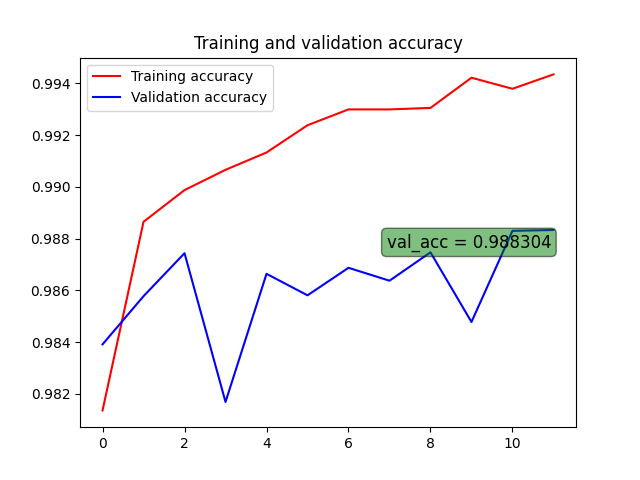 Training and validation accuracy
Training accuracy
Validation accuracy
0.994
0.992
0.990
0.988
0.986
0.984
0.982
val_acc = 0.988304
0 2 4 6 8 10